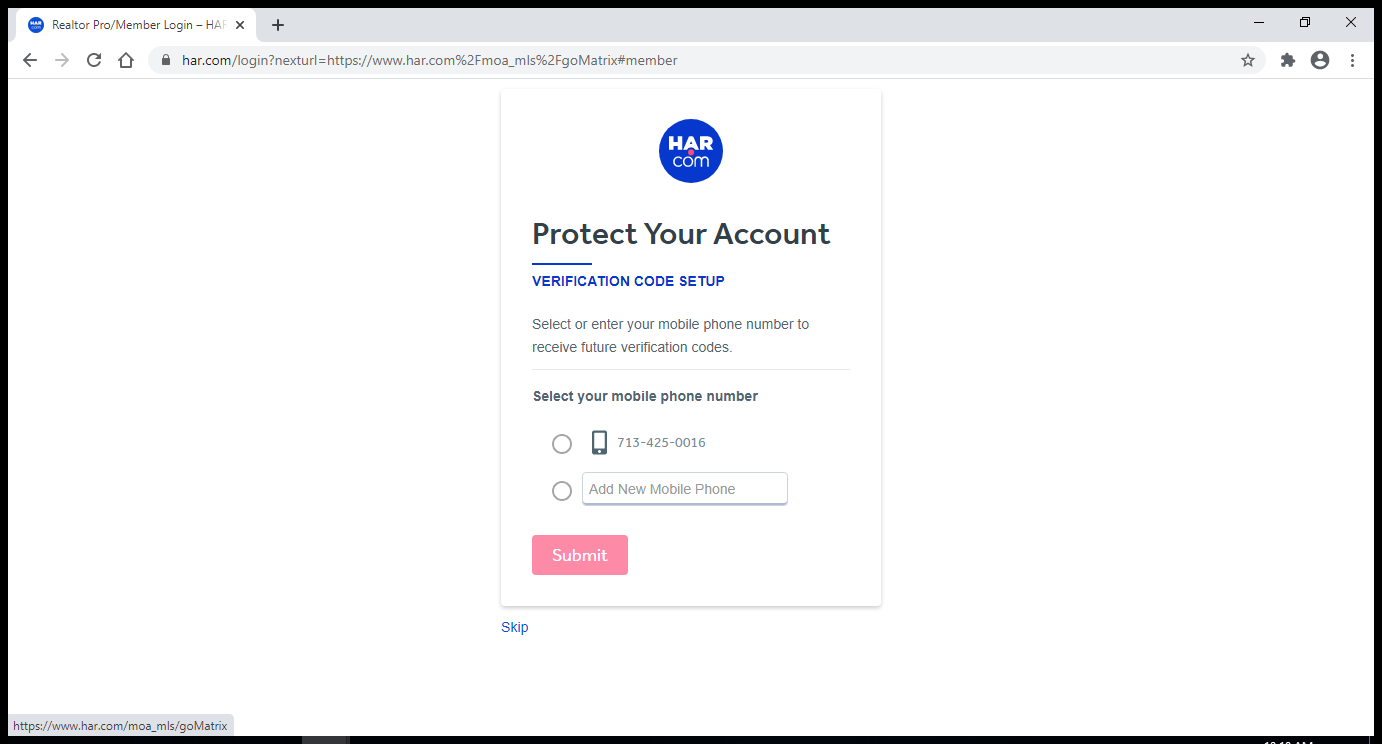 Realtor Pro/Member Login – HAR
har.com/login?nexturl=https://www.har.com%2Fmoa_mls%2FgoMatrix#member
HAR
com
Protect Your Account
VERIFICATION CODE SETUP
Select or enter your mobile phone number to
receive future verification codes.
Select your mobile phone number
713-425-0016
Add New Mobile Phone
Submit
Skip
https://www.har.com/moa_mls/goMatrix